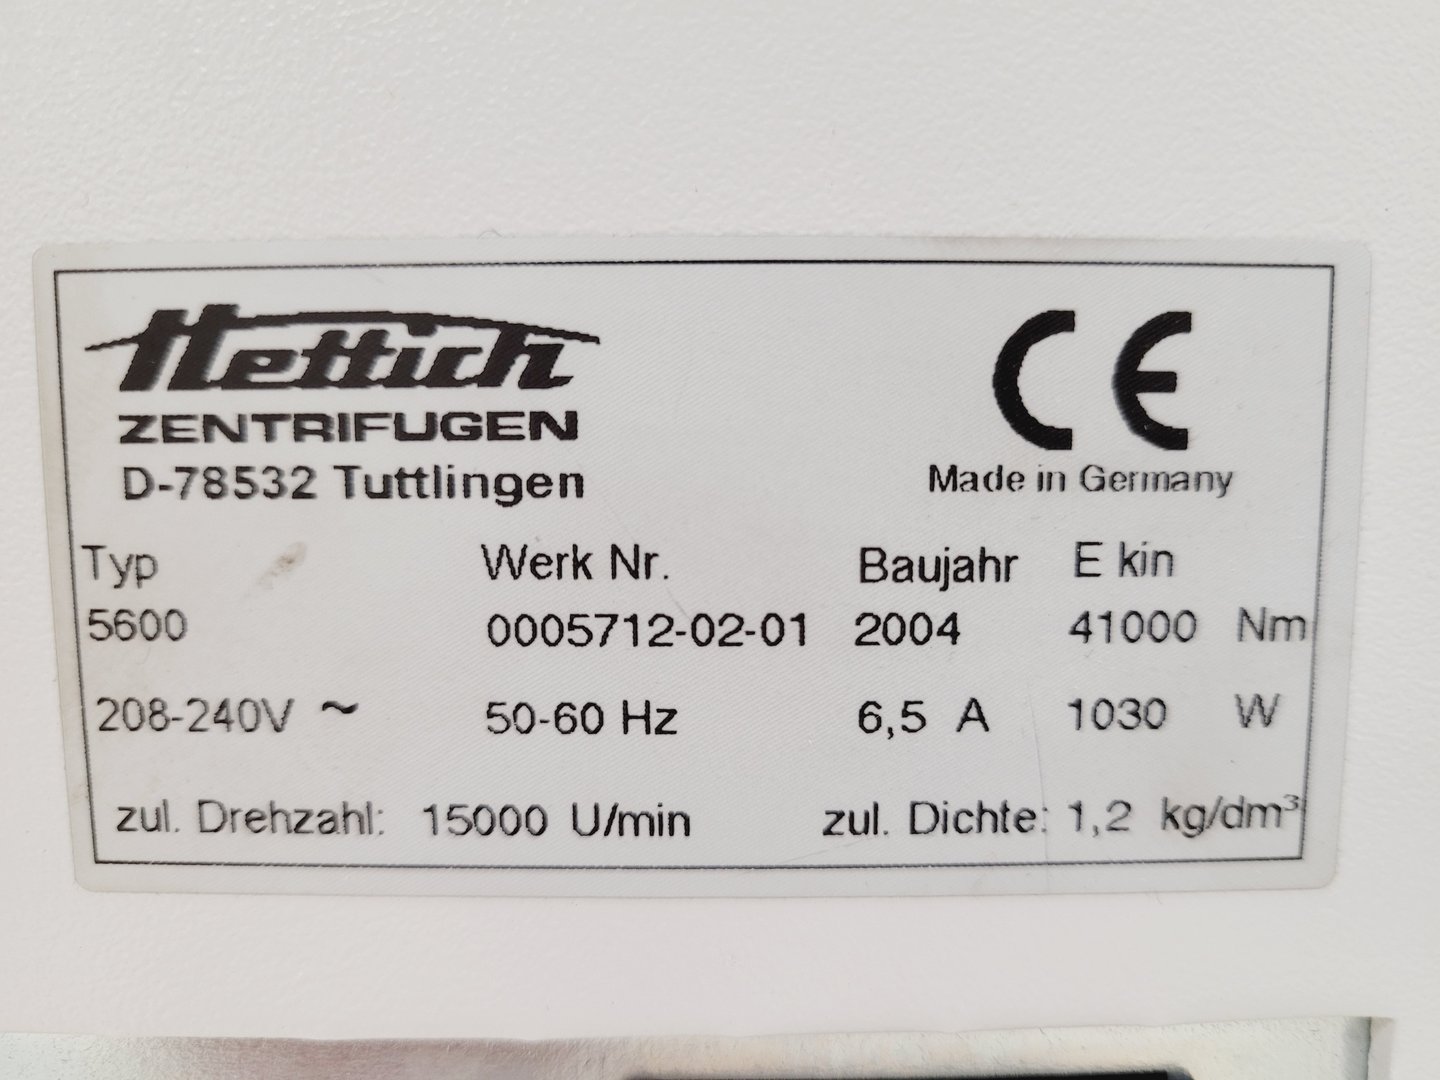 Hettich
ZENTRIFUGEN
D-78532 Tuttlingen
CE
Made in Germany
Typ Werk Nr. Baujahr E kin
5600 0005712-02-01 2004 41000 Nm
208-240V ~ 50-60 Hz 6,5 A 1030 W
zul. Drehzahl: 15000 U/min zul. Dichte: 1,2 kg/dm³